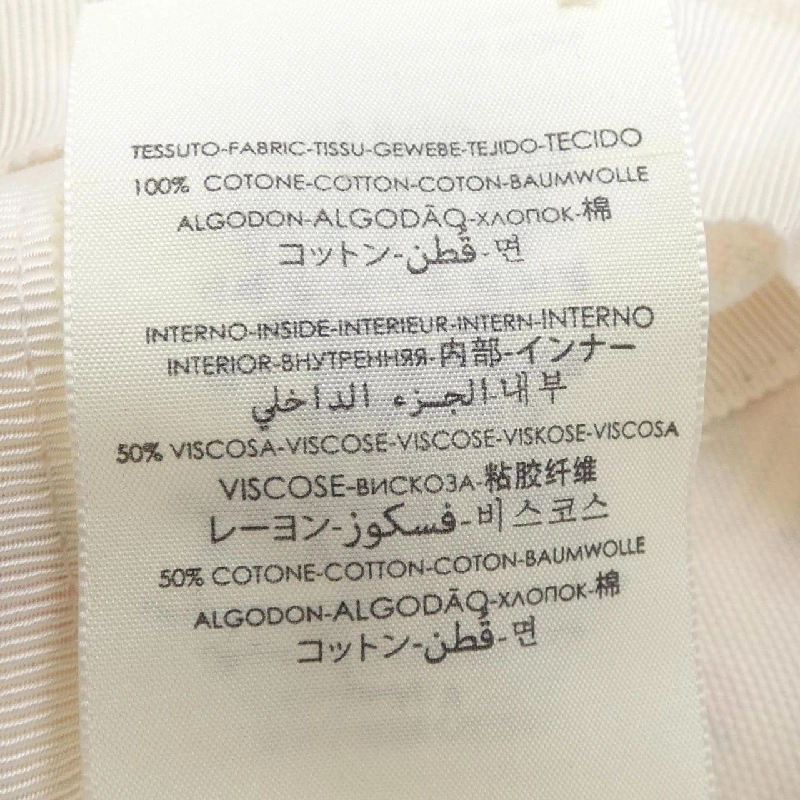 TESSUTO-FABRIC-TISSU-GEWEBE-TEJIDO-TECIDO
100% COTONE-COTTON-COTON-BAUMWOLLE
ALGODON-ALGODÃO-ХЛОПОК-棉
コットン-قطن-면
INTERNO-INSIDE-INTERIEUR-INTERN-INTERNO
INTERIOR-ВНУТРЕННЯЯ-内部-インナー
الجزء الداخلي-내부
50% VISCOSA-VISCOSE-VISCOSE-VISKOSE-VISCOSA
VISCOSE-ВИСКОЗА-粘胶纤维
レーヨン-فسكوز-비스코스
50% COTONE-COTTON-COTON-BAUMWOLLE
ALGODON-ALGODÃO-ХЛОПОК-棉
コットン-قطن-면